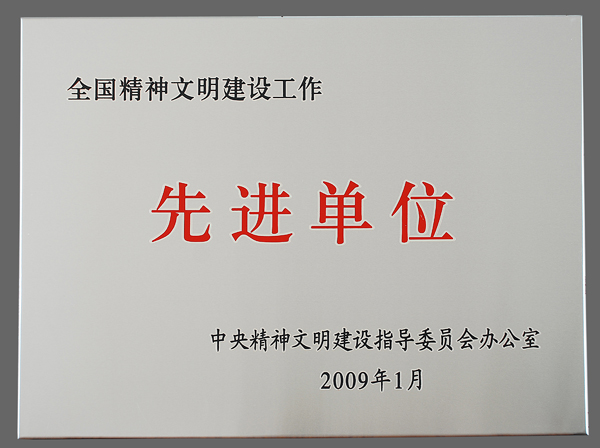 全国精神文明建设工作
先进单位
中央精神文明建设指导委员会办公室
2009年1月